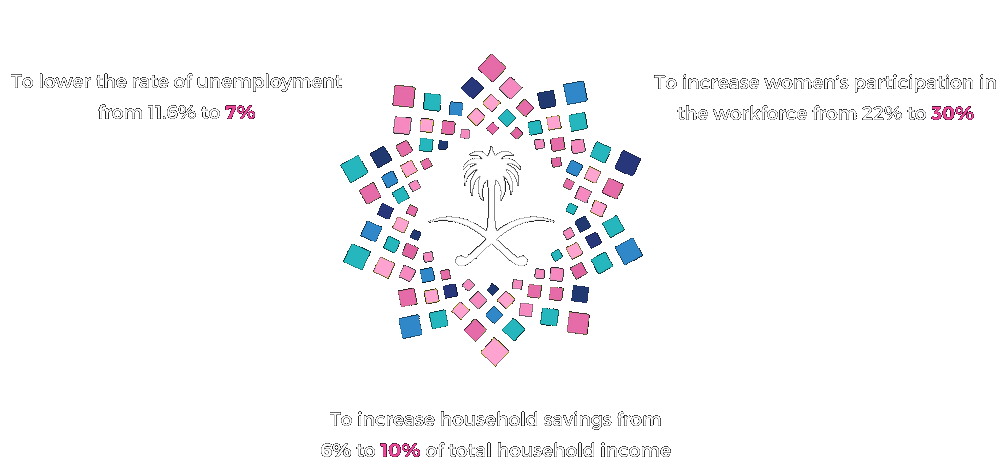 To lower the rate of unemployment
from 11.6% to 7%
To increase women's participation in
the workforce from 22% to 30%
To increase household savings from
6% to 10% of total household income